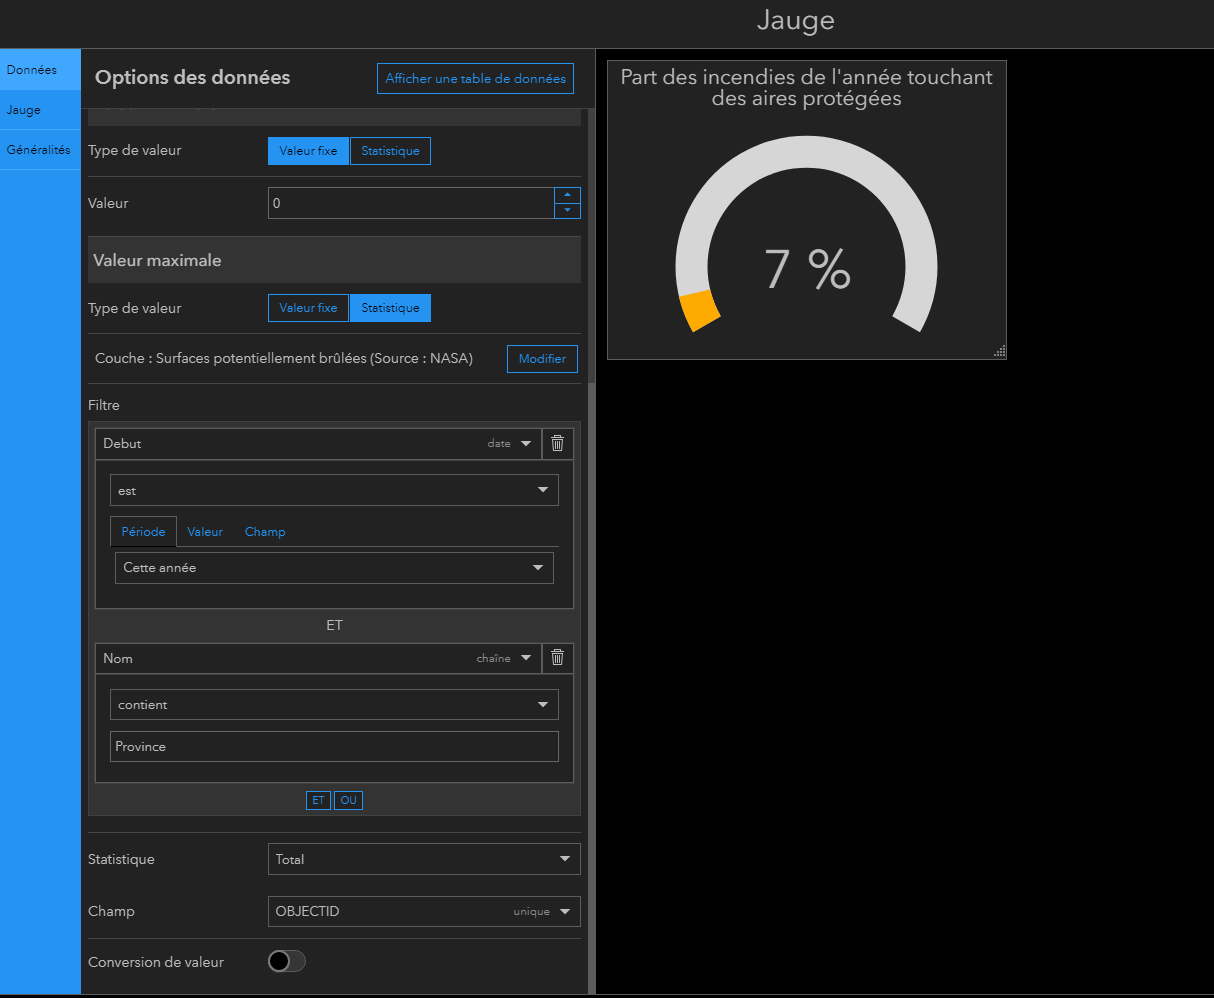 Jauge
Données
Jauge
Généralités
Options des données
Afficher une table de données
Type de valeur
Valeur fixe
Statistique
Valeur
0
Valeur maximale
Type de valeur
Valeur fixe
Statistique
Couche : Surfaces potentiellement brûlées (Source : NASA)
Modifier
Filtre
Debut
date
est
Période
Valeur
Champ
Cette année
ET
Nom
chaîne
contient
Province
ET
OU
Statistique
Total
Champ
OBJECTID
unique
Conversion de valeur
Part des incendies de l'année touchant
des aires protégées
7 %